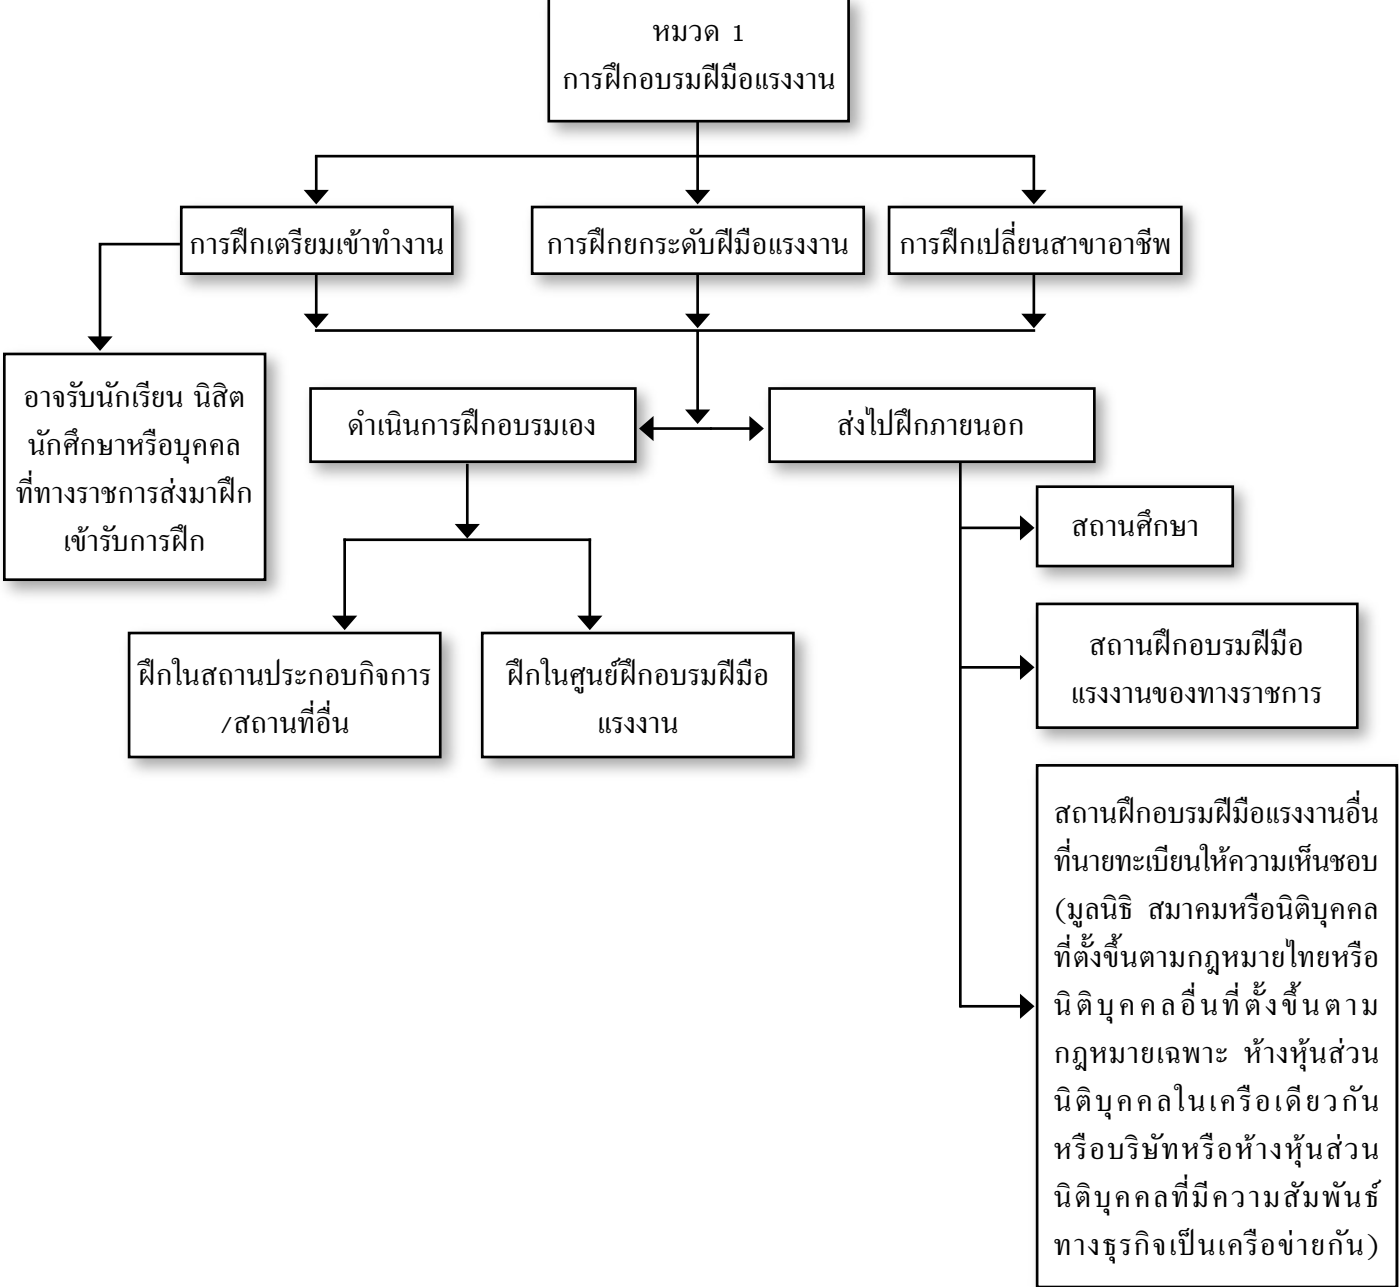 หมวด 1
การฝึกอบรมฝีมือแรงงาน
การฝึกเตรียมเข้าทำงาน
การฝึกยกระดับฝีมือแรงงาน
การฝึกเปลี่ยนสาขาอาชีพ
อาจรับนักเรียน นิสิต
นักศึกษาหรือบุคคล
ที่ทางราชการส่งมาฝึก
เข้ารับการฝึก
ดำเนินการฝึกอบรมเอง
ส่งไปฝึกภายนอก
ฝึกในสถานประกอบกิจการ
/สถานที่อื่น
ฝึกในศูนย์ฝึกอบรมฝีมือ
แรงงาน
สถานศึกษา
สถานฝึกอบรมฝีมือ
แรงงานของทางราชการ
สถานฝึกอบรมฝีมือแรงงานอื่น
ที่นายทะเบียนให้ความเห็นชอบ
(มูลนิธิ สมาคมหรือนิติบุคคล
ที่ตั้งขึ้นตามกฎหมายไทยหรือ
นิติบุคคลอื่นที่ตั้งขึ้นตาม
กฎหมายเฉพาะ ห้างหุ้นส่วน
นิติบุคคลในเครือเดียวกัน
หรือบริษัทหรือห้างหุ้นส่วน
นิติบุคคลที่มีความสัมพันธ์
ทางธุรกิจเป็นเครือข่ายกัน)